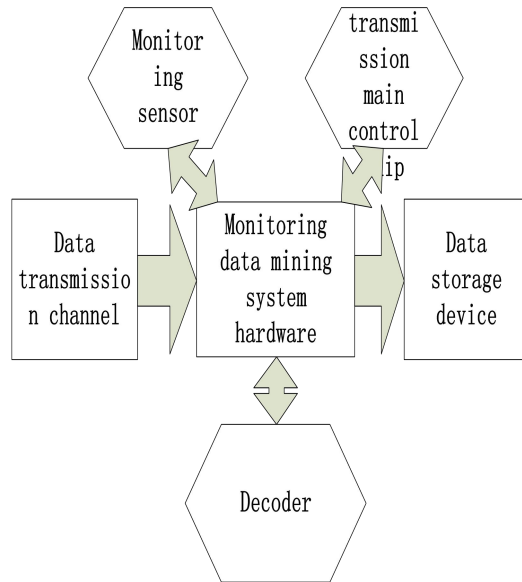 Monitor
ing
sensor
transmi
ssion
main
control
Data
transmissio
n channel
Monitoring
data mining
system
hardware
Data
storage
device
Decoder